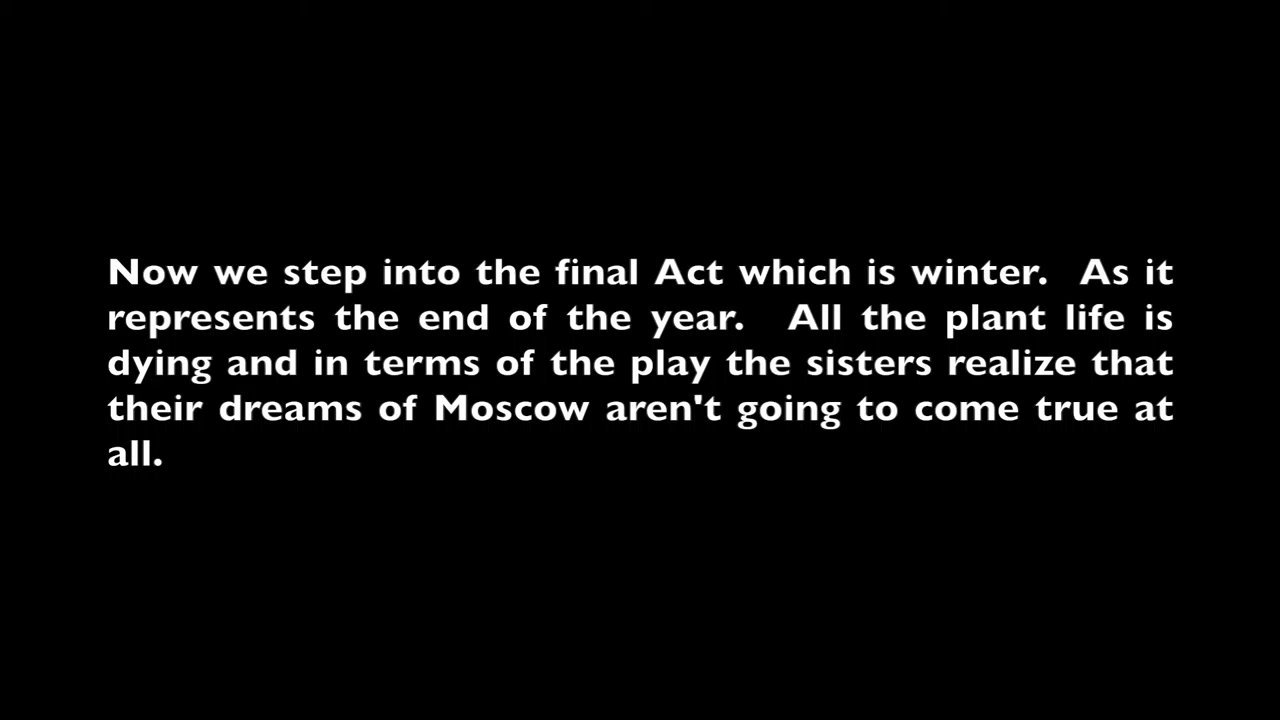 Now we step into the final Act which is winter.  As it
represents the end of the year.  All the plant life is
dying and in terms of the play the sisters realize that
their dreams of Moscow aren't going to come true at
all.